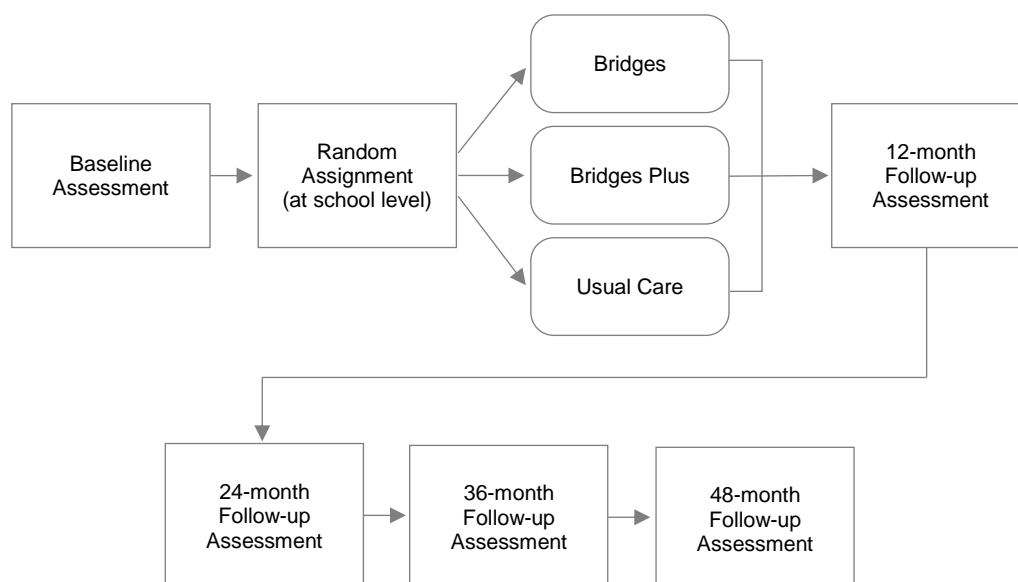 Baseline
Assessment
Random
Assignment
(at school level)
Bridges
Bridges Plus
Usual Care
12-month
Follow-up
Assessment
24-month
Follow-up
Assessment
36-month
Follow-up
Assessment
48-month
Follow-up
Assessment